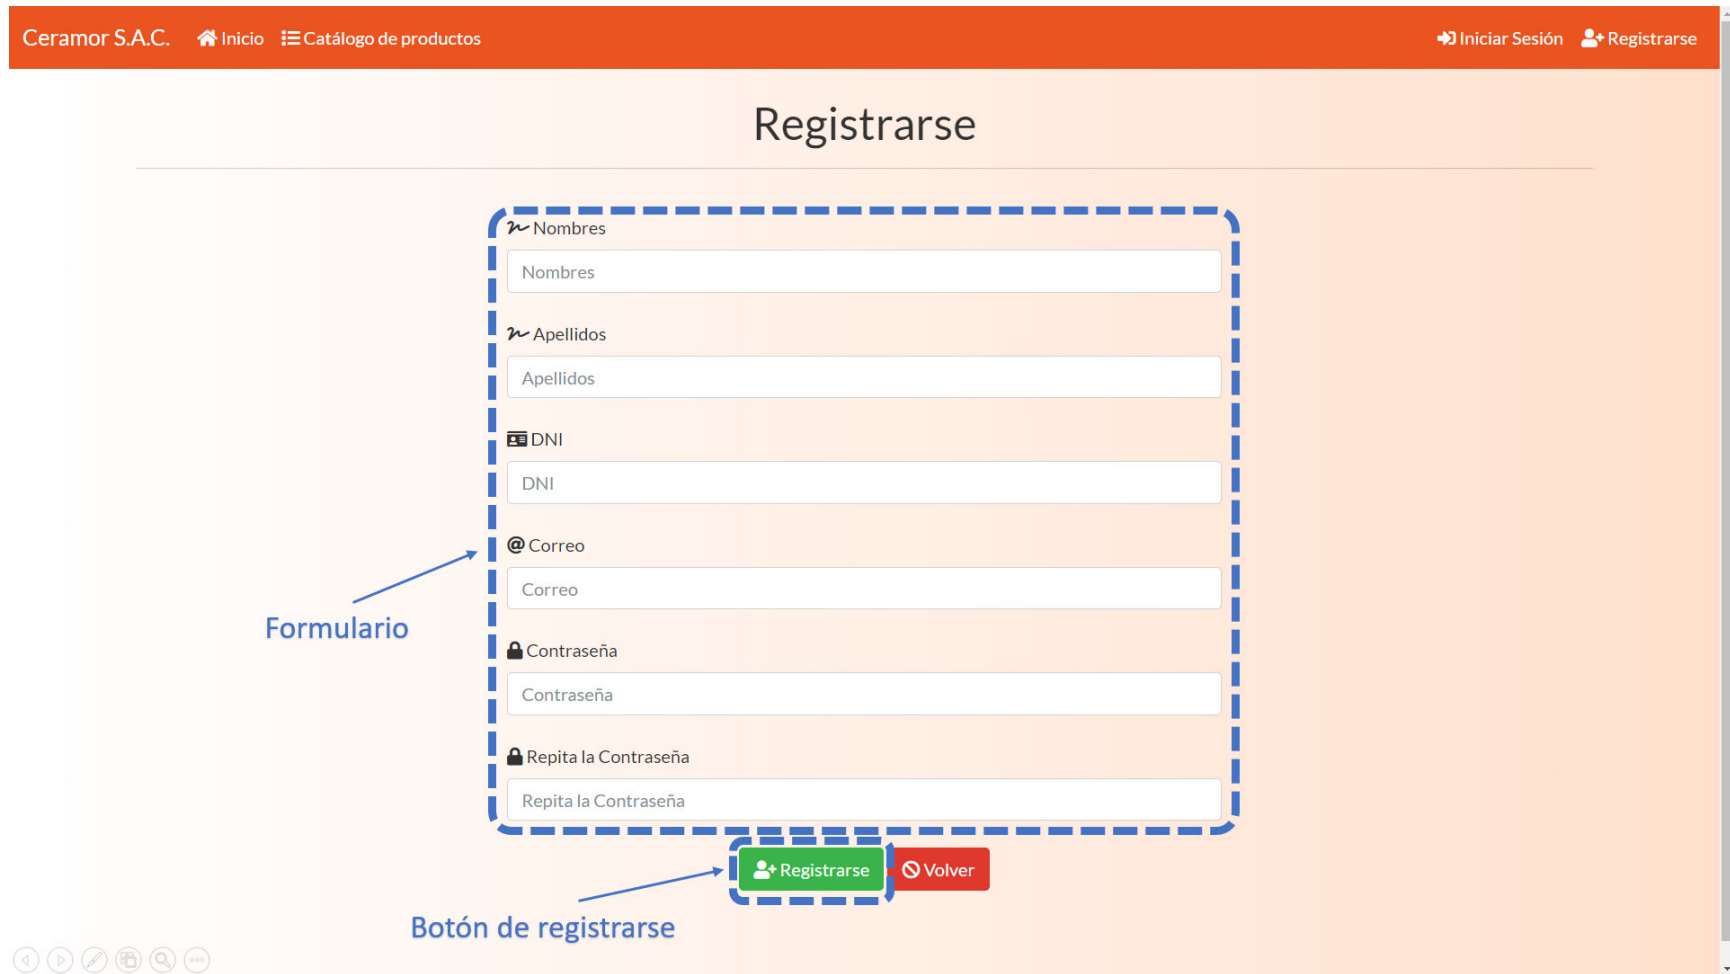 Ceramor S.A.C. Inicio Catálogo de productos Iniciar Sesión Registrarse
Registrarse
Nombres
Nombres
Apellidos
Apellidos
DNI
DNI
@ Correo
Correo
Formulario
Contraseña
Contraseña
Repita la Contraseña
Repita la Contraseña
Registrarse Volver
Botón de registrarse